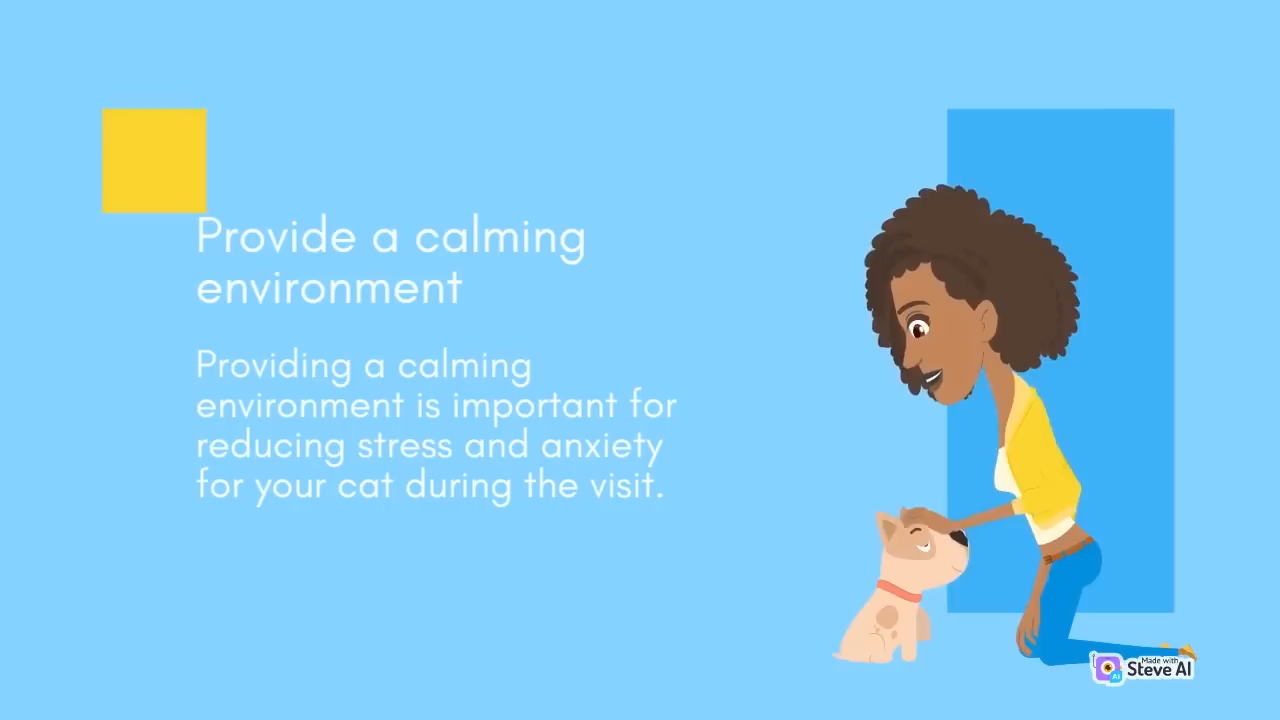 Provide a calming
environment
Providing a calming
environment is important for
reducing stress and anxiety
for your cat during the visit.
Made with
Steve AI
AI